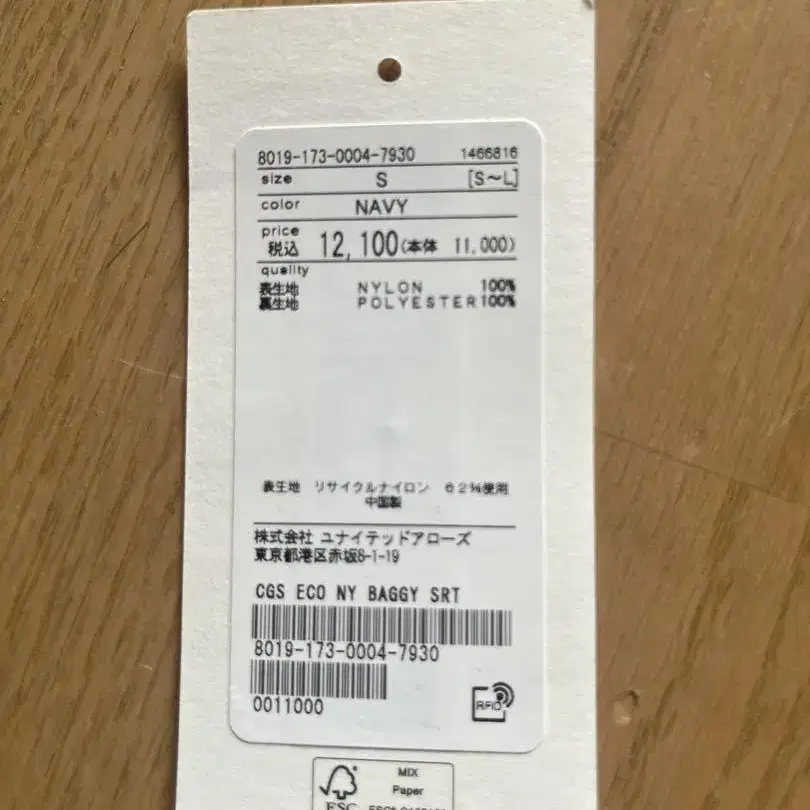 8019-173-0004-7930 1466816
size S [S~L]
color NAVY
price
税込 12,100(本体 11,000)
quality
表生地 NYLON 100%
裏生地 POLYESTER 100%
表生地 リサイクルナイロン 62%使用
中国製
株式会社 ユナイテッドアローズ
東京都港区赤坂8-1-19
CGS ECO NY BAGGY SRT
8019-173-0004-7930
0011000
RFID
MIX
Paper
FSC